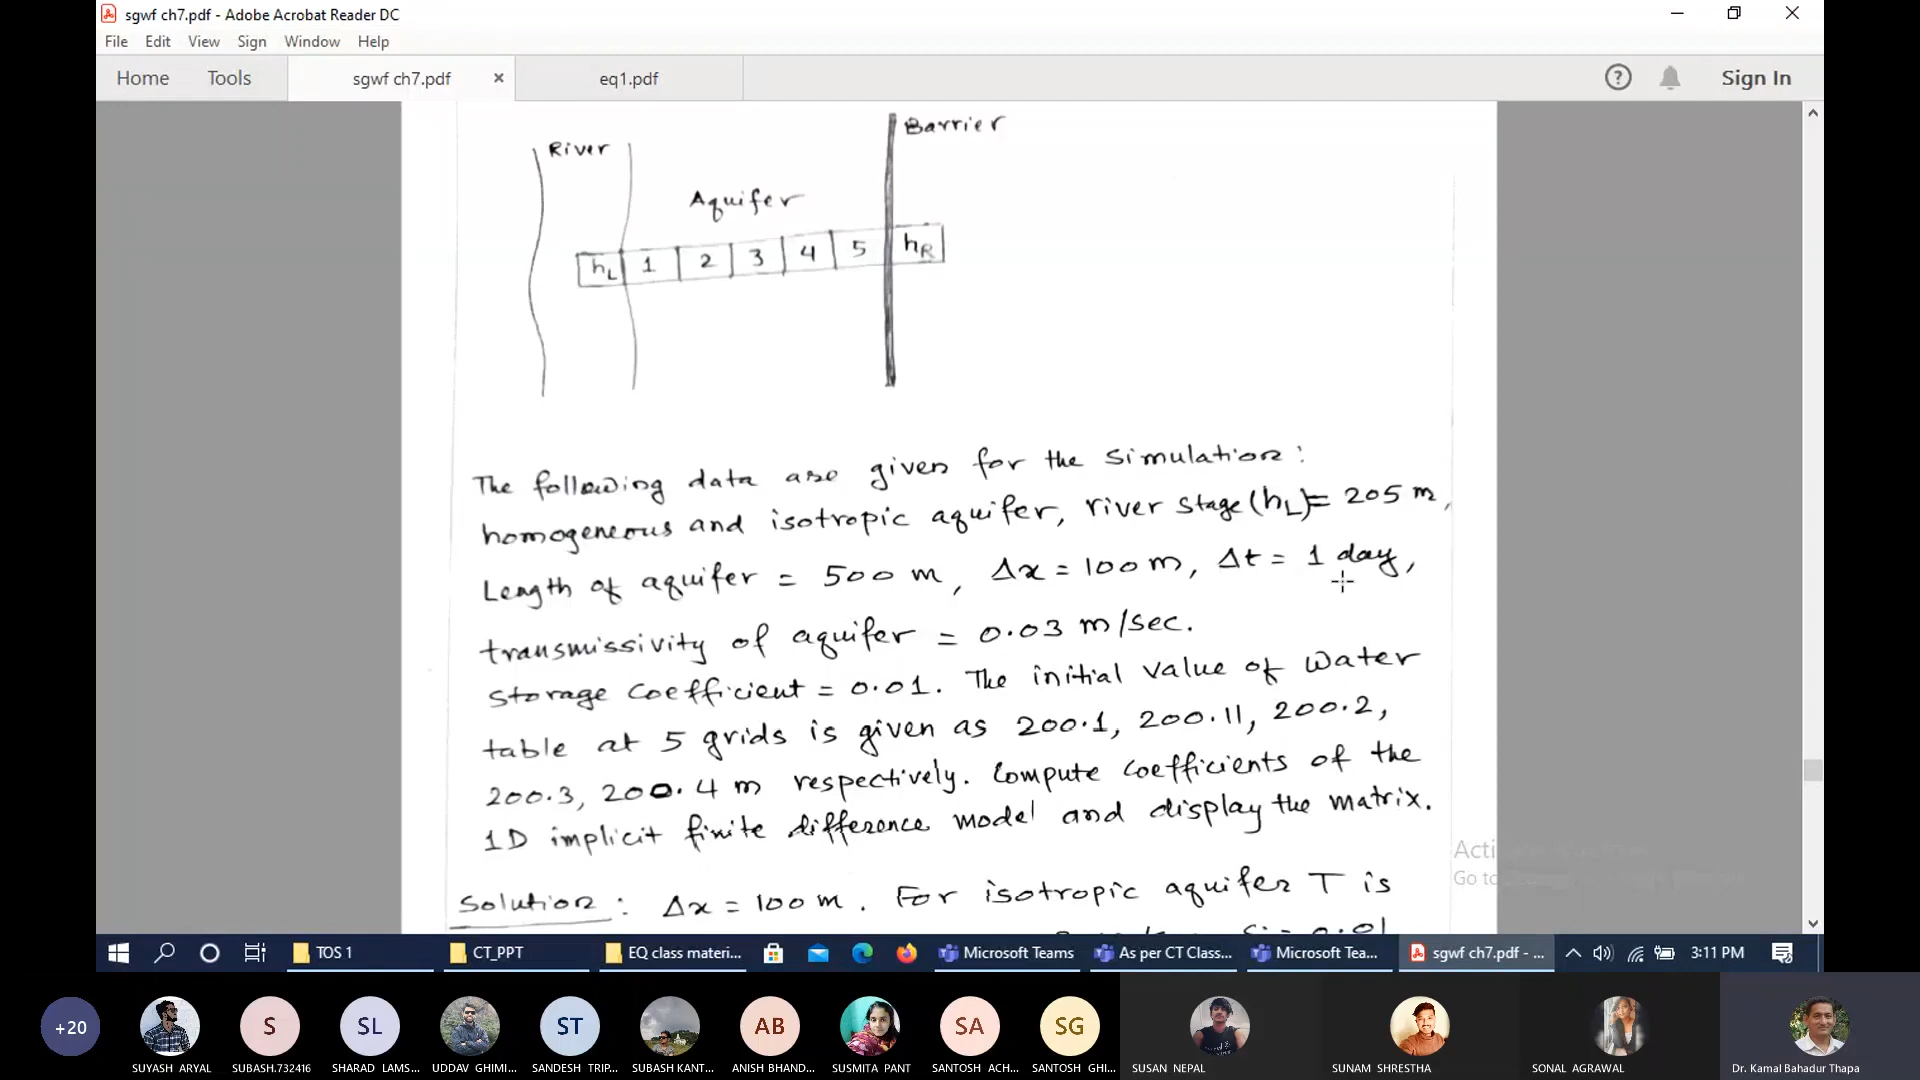 sgwf ch7.pdf - Adobe Acrobat Reader DC
File Edit View Sign Window Help
Home Tools sgwf ch7.pdf × eq1.pdf Sign In
River
Barrier
Aquifer
hL 1 2 3 4 5 hR
The following data are given for the simulation:
homogeneous and isotropic aquifer, river stage (hL) = 205 m,
Length of aquifer = 500 m, Δx = 100 m, Δt = 1 day,
transmissivity of aquifer = 0.03 m/sec.
Storage coefficient = 0.01. The initial value of water
table at 5 grids is given as 200.1, 200.11, 200.2,
200.3, 200.4 m respectively. Compute coefficients of the
1D implicit finite difference model and display the matrix.
Solution: Δx = 100 m. For isotropic aquifer T is
Go to
TOS 1 CT_PPT EQ class materi... Microsoft Teams As per CT Class... Microsoft Tea... sgwf ch7.pdf - ... 3:11 PM
+20 S SL ST AB SA SG
SUYASH ARYAL SUBASH.732416 SHARAD LAMS... UDDAV GHIMI... SANDESH TRIP... SUBASH KANT... ANISH BHAND... SUSMITA PANT SANTOSH ACH... SANTOSH GHI... SUSAN NEPAL SUNAM SHRESTHA SONAL AGRAWAL Dr. Kamal Bahadur Thapa